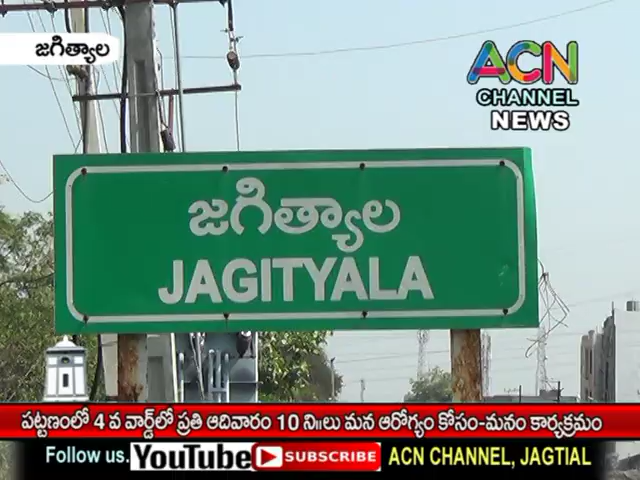 జగిత్యాల
ACN
CHANNEL
NEWS
జగిత్యాల
JAGITYALA
పట్టణంలో 4 వ వార్డ్‌లో ప్రతి ఆదివారం 10 ని॥లు మన ఆరోగ్యం కోసం-మనం కార్యక్రమం
Follow us. YouTube SUBSCRIBE ACN CHANNEL, JAGTIAL